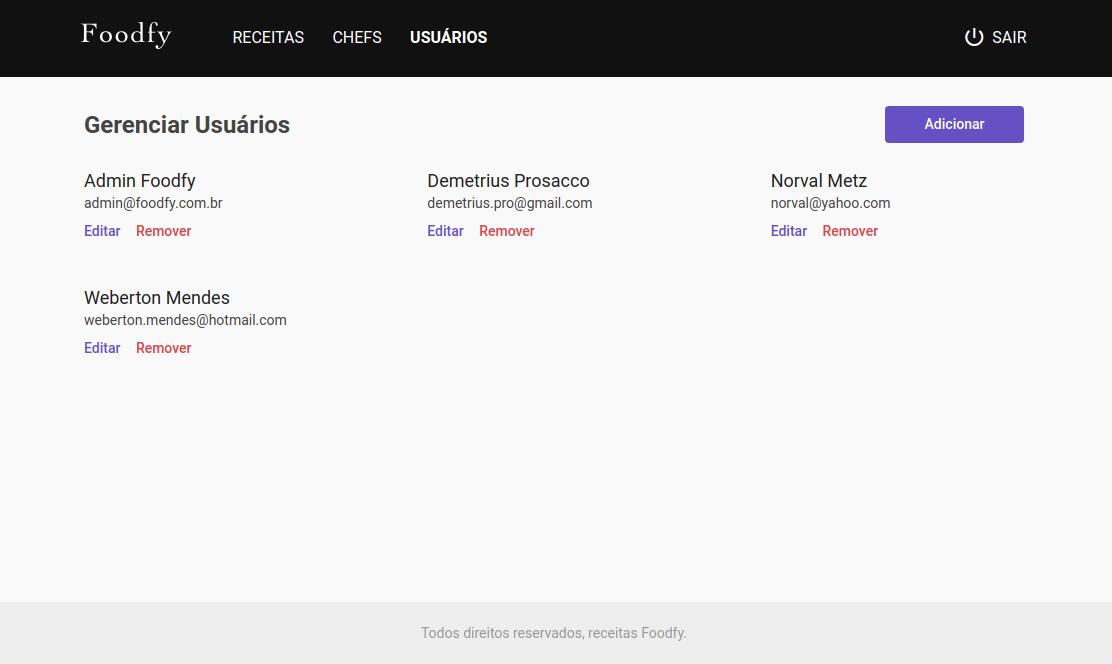 Foodfy RECEITAS CHEFS USUÁRIOS SAIR
Gerenciar Usuários Adicionar
Admin Foodfy
admin@foodfy.com.br
Editar Remover
Demetrius Prosacco
demetrius.pro@gmail.com
Editar Remover
Norval Metz
norval@yahoo.com
Editar Remover
Weberton Mendes
weberton.mendes@hotmail.com
Editar Remover
Todos direitos reservados, receitas Foodfy.